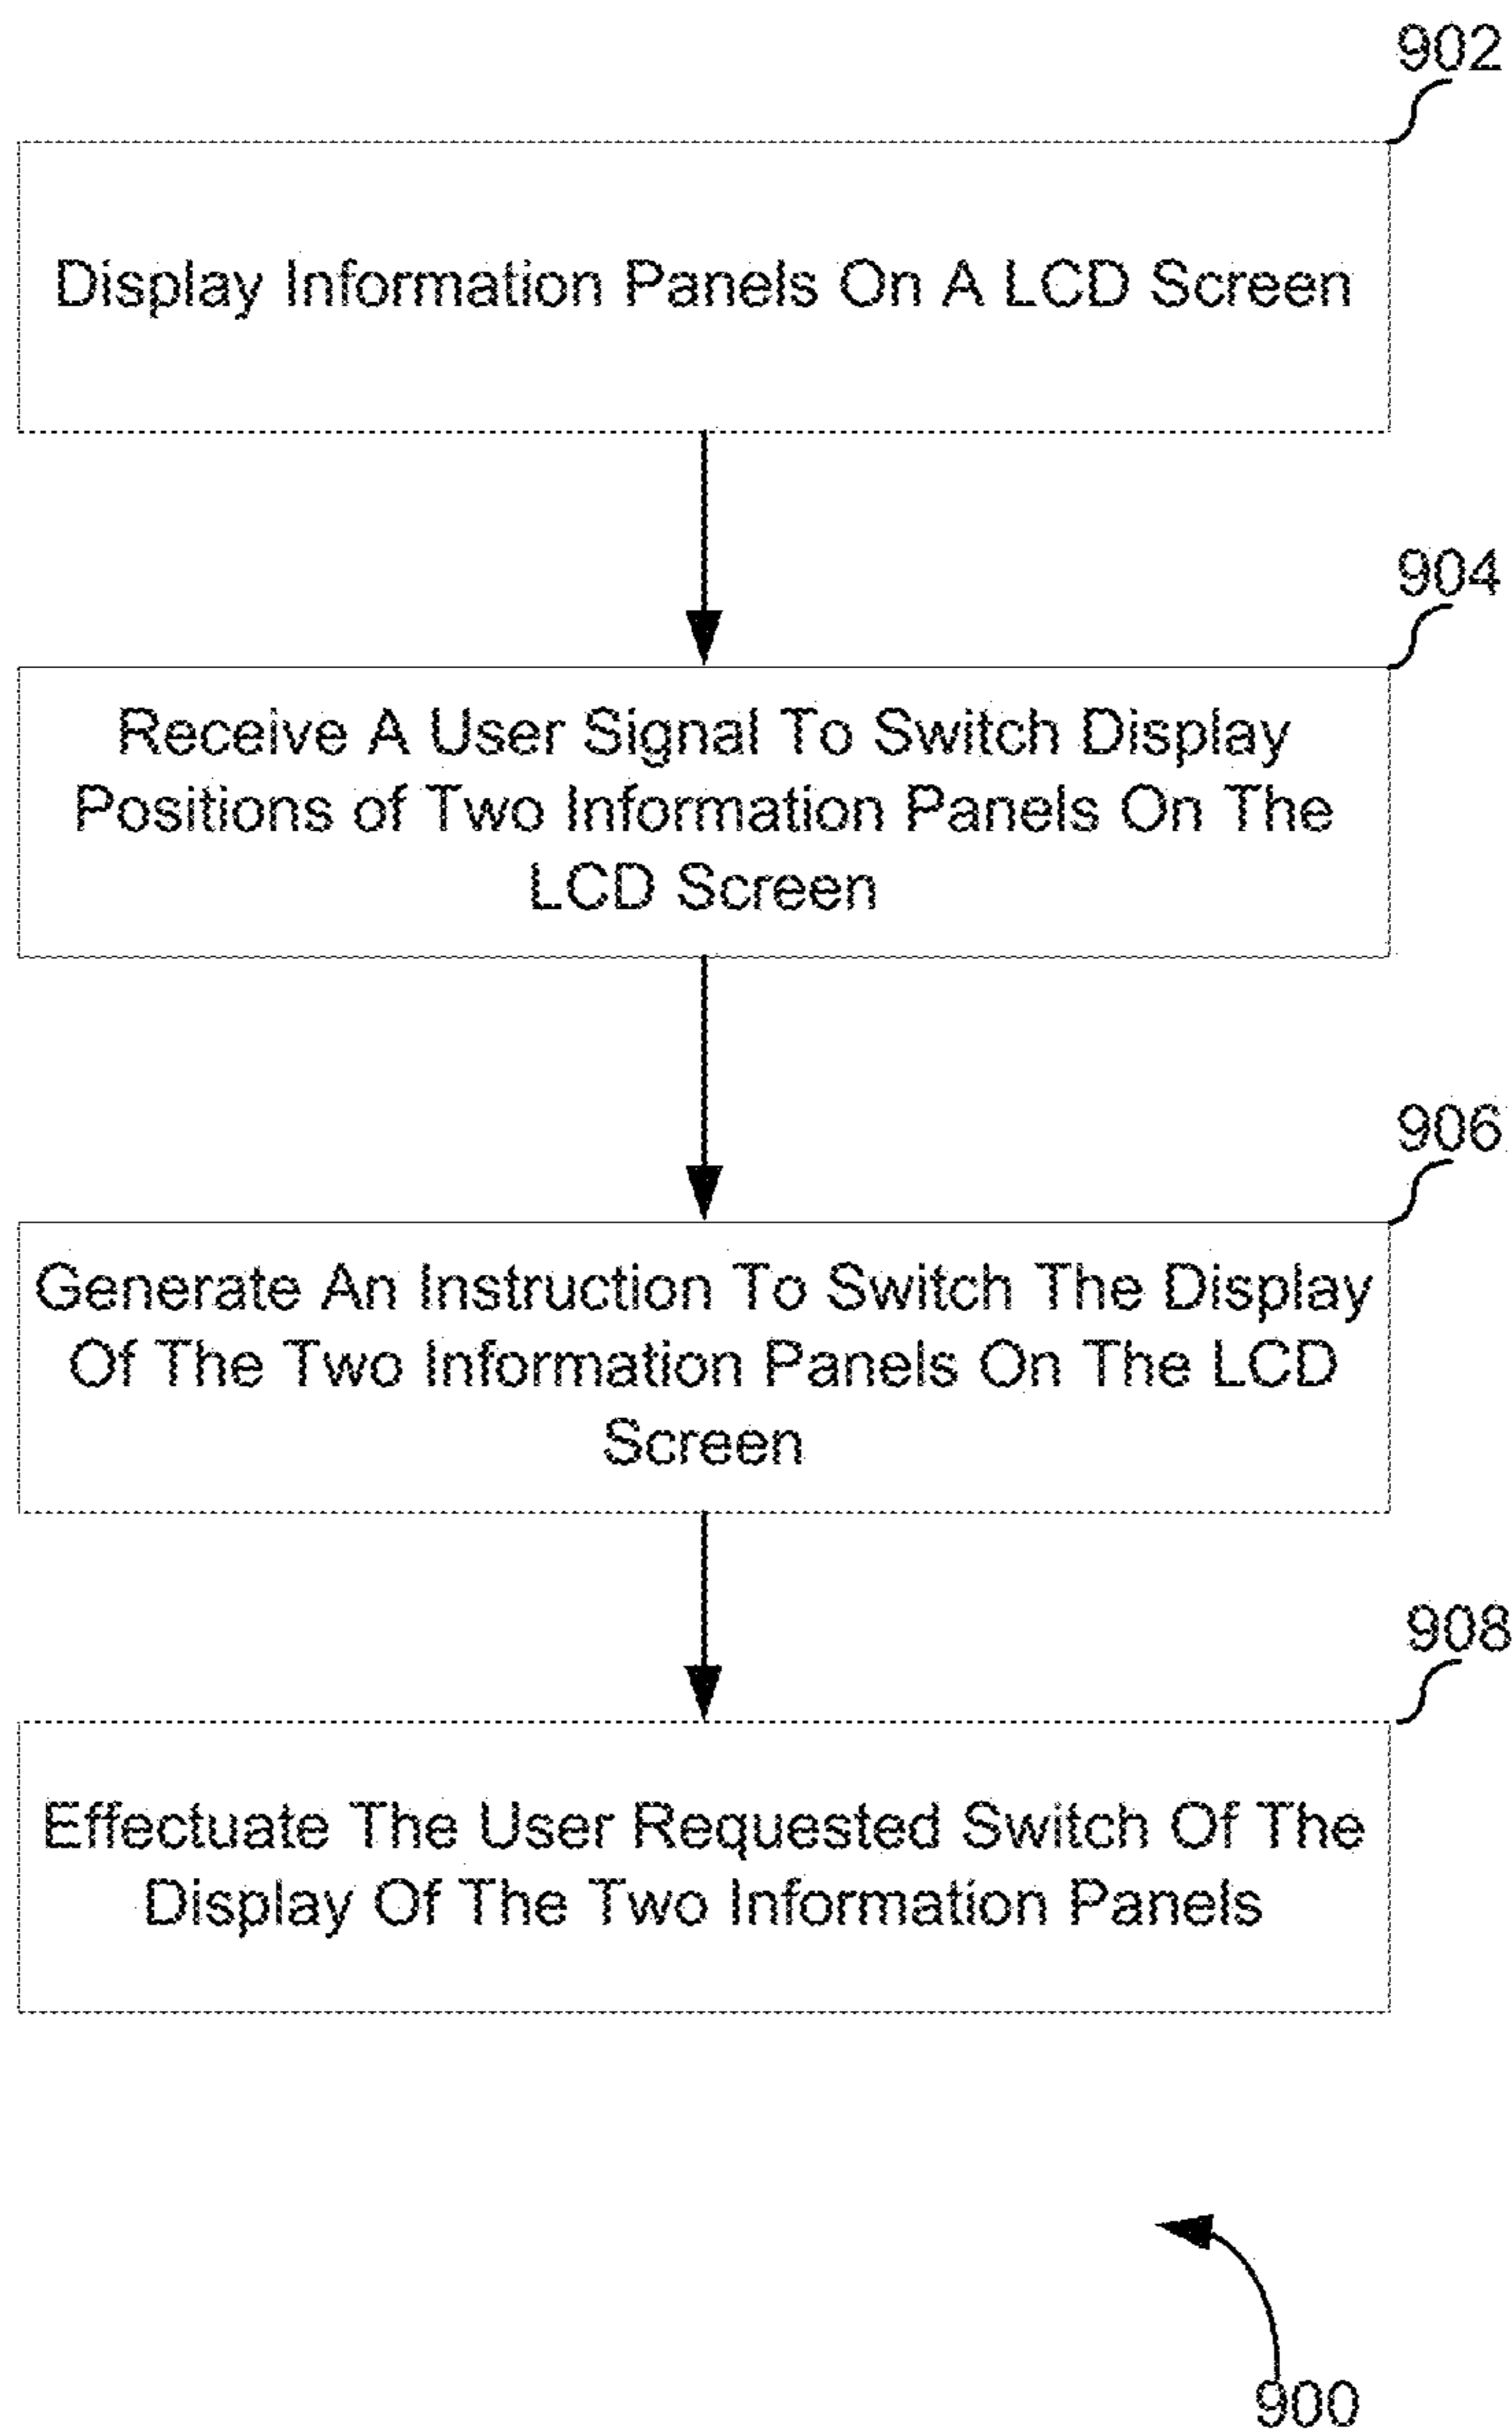 902
Display Information Panels On A LCD Screen
904
Receive A User Signal To Switch Display
Positions of Two Information Panels On The
LCD Screen
906
Generate An Instruction To Switch The Display
Of The Two Information Panels On The LCD
Screen
908
Effectuate The User Requested Switch Of The
Display Of The Two Information Panels
900